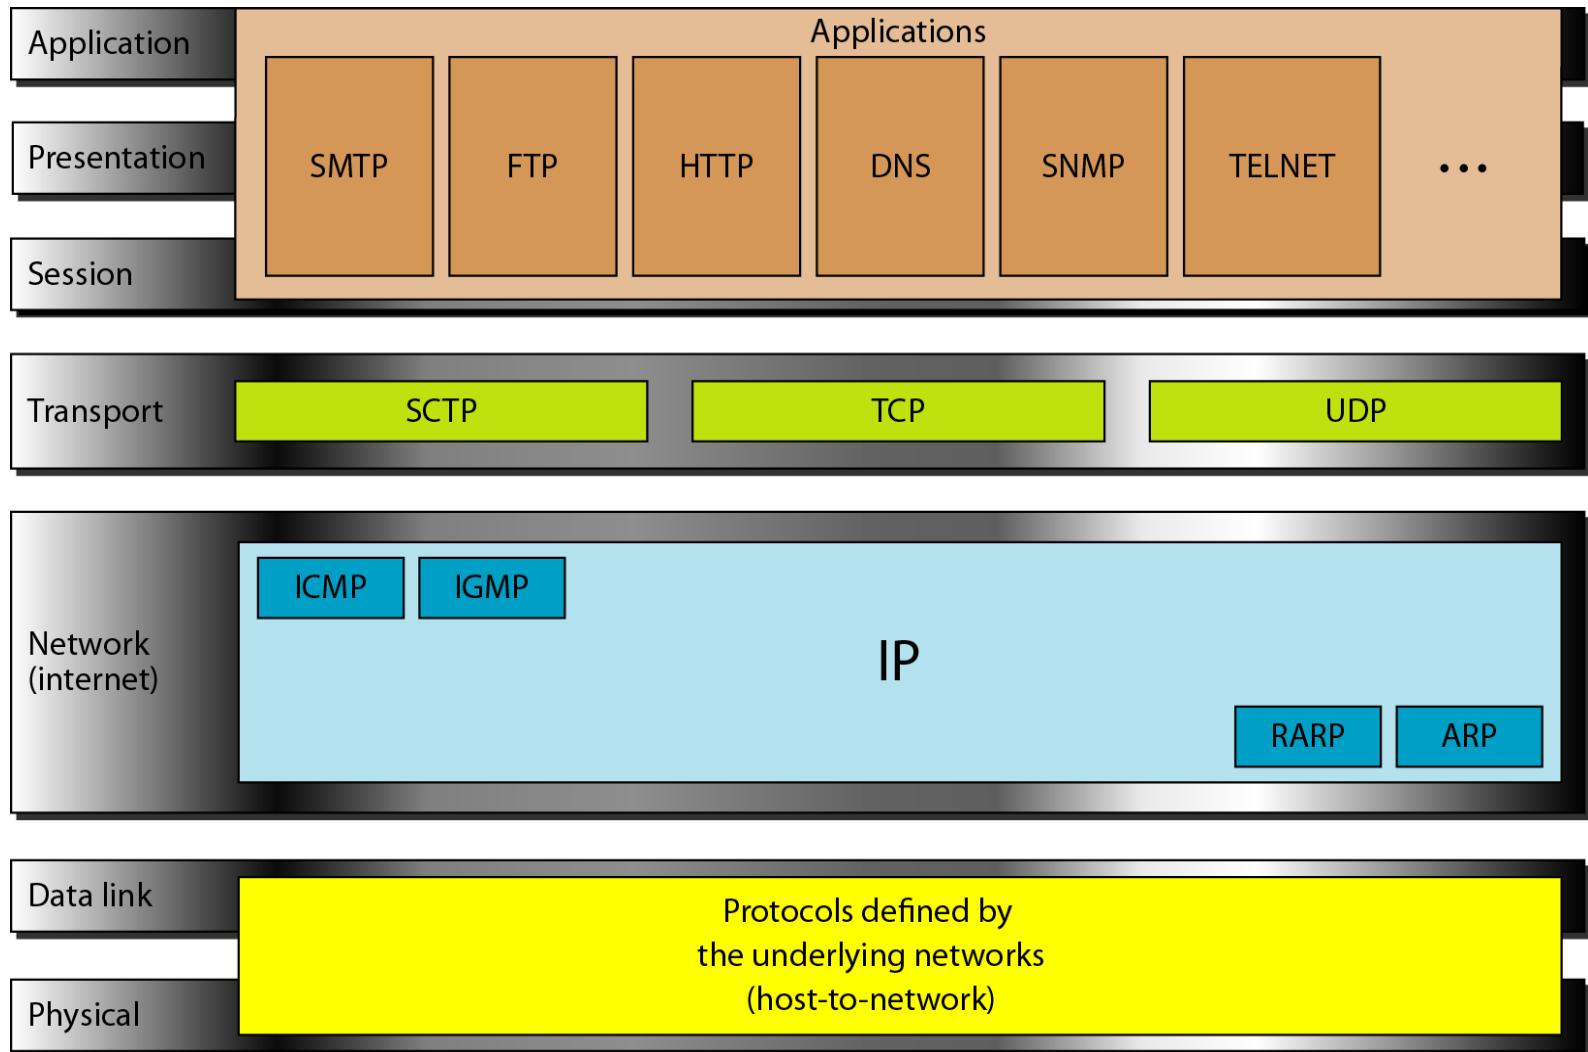 Application
Applications
Presentation
SMTP
FTP
HTTP
DNS
SNMP
TELNET
...
Session
Transport
SCTP
TCP
UDP
ICMP
IGMP
Network
(internet)
IP
RARP
ARP
Data link
Protocols defined by
the underlying networks
(host-to-network)
Physical